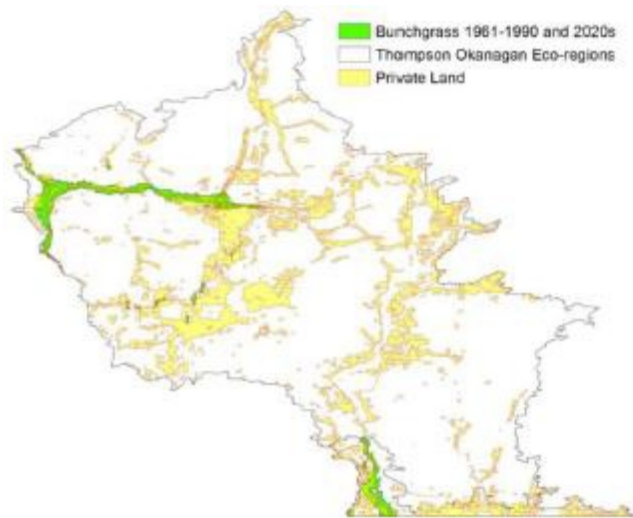 Bunchgrass 1961-1990 and 2020s
Thompson Okanagan Eco-regions
Private Land